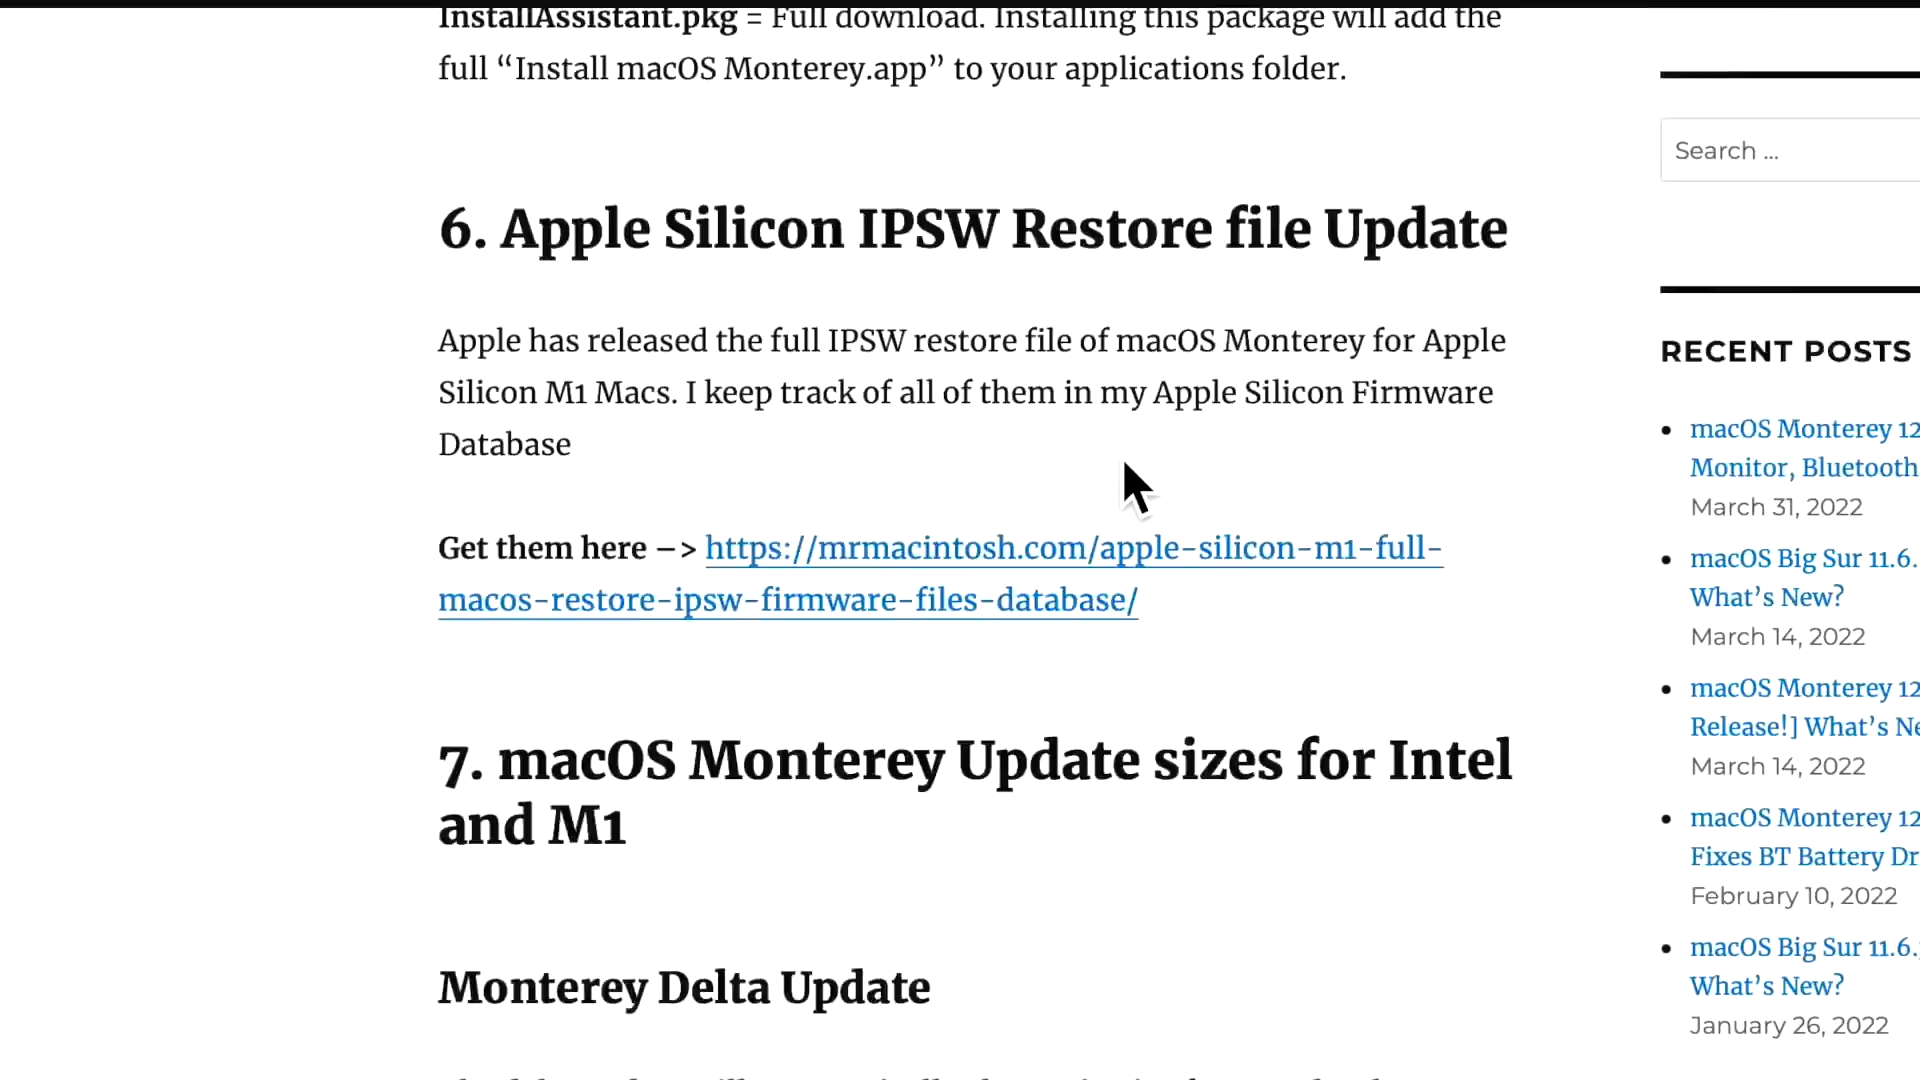 InstallAssistant.pkg = Full download. Installing this package will add the
full “Install macOS Monterey.app” to your applications folder.
6. Apple Silicon IPSW Restore file Update
Apple has released the full IPSW restore file of macOS Monterey for Apple
Silicon M1 Macs. I keep track of all of them in my Apple Silicon Firmware
Database
Get them here –> https://mrmacintosh.com/apple-silicon-m1-full-
macos-restore-ipsw-firmware-files-database/
7. macOS Monterey Update sizes for Intel
and M1
Monterey Delta Update
Search ...
RECENT POSTS
macOS Monterey 12
Monitor, Bluetooth
March 31, 2022
macOS Big Sur 11.6.
What’s New?
March 14, 2022
macOS Monterey 12
Release!] What’s Ne
March 14, 2022
macOS Monterey 12
Fixes BT Battery Dr
February 10, 2022
macOS Big Sur 11.6.
What’s New?
January 26, 2022